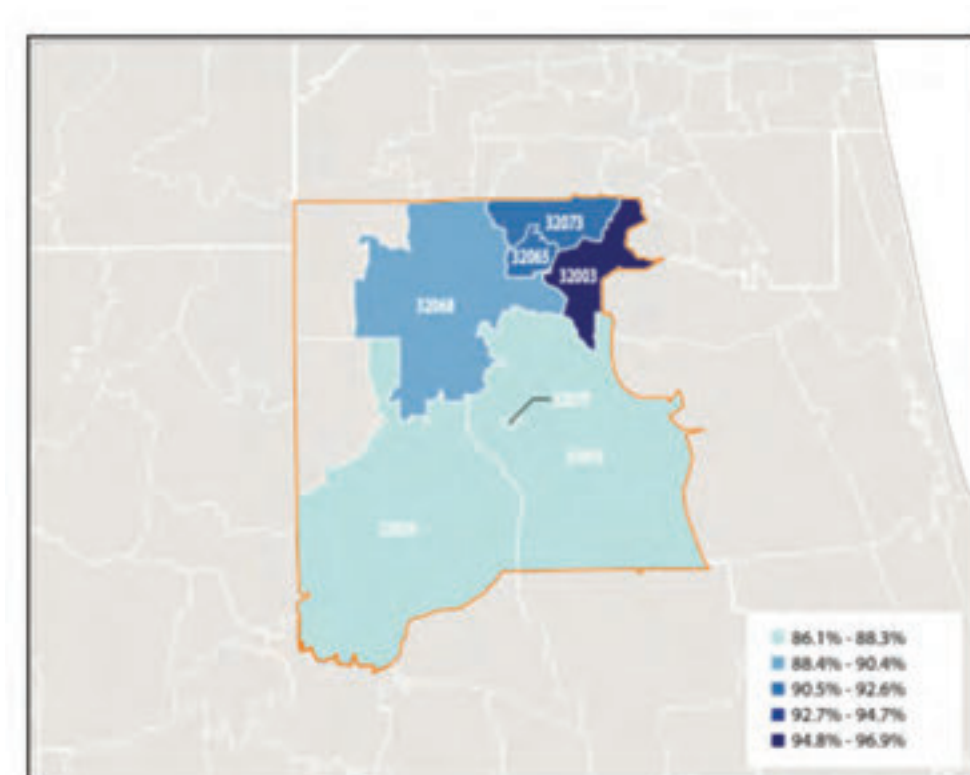 32073
32065
32003
32068
86.1% - 88.3%
88.4% - 90.4%
90.5% - 92.6%
92.7% - 94.7%
94.8% - 96.9%